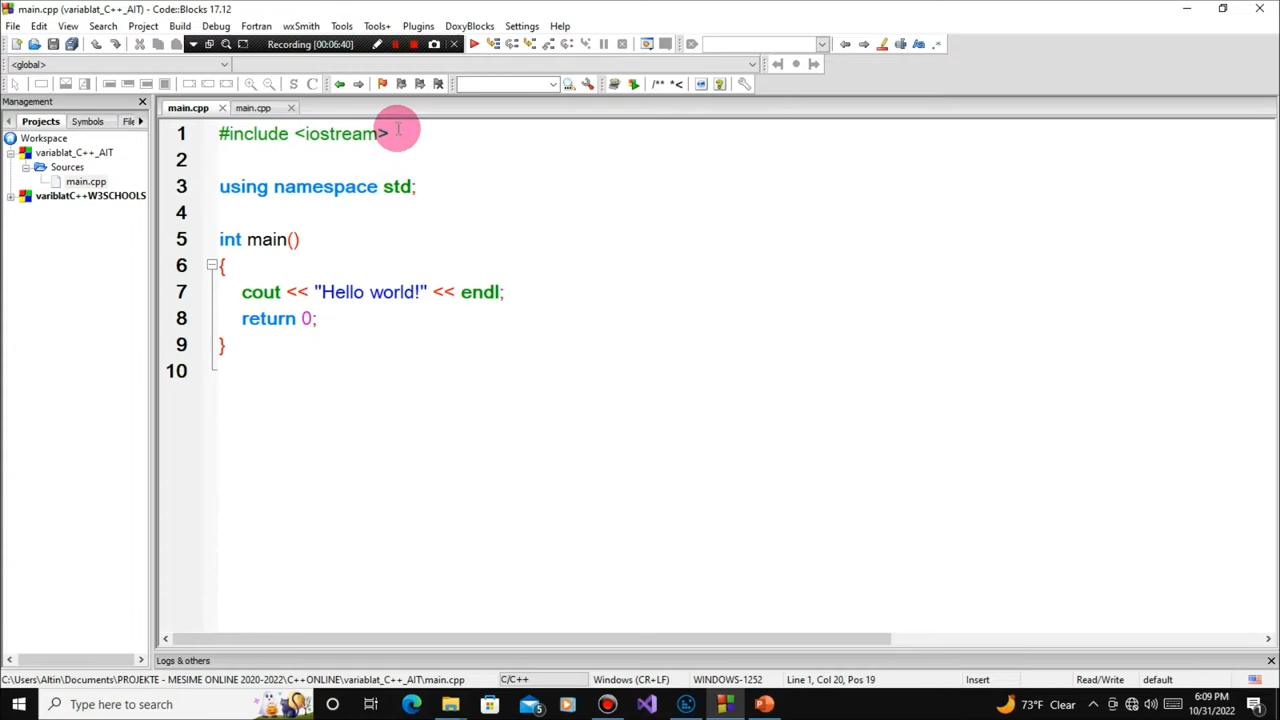 main.cpp (variablat_C++_AIT) - Code::Blocks 17.12
File Edit View Search Project Build Debug Fortran wxSmith Tools Tools+ Plugins DoxyBlocks Settings Help
Recording [00:06:40]
<global>
/** *<
Management
Projects Symbols File
main.cpp main.cpp
Workspace
variablat_C++_AIT
Sources
main.cpp
variblatC++W3SCHOOLS
1 #include <iostream>
2
3 using namespace std;
4
5 int main()
6 {
7 cout << "Hello world!" << endl;
8 return 0;
9 }
10
Logs & others
C:\Users\Altin\Documents\PROJEKTE - MESIME ONLINE 2020-2022\C++ONLINE\variablat_C++_AIT\main.cpp C/C++ Windows (CR+LF) WINDOWS-1252 Line 1, Col 20, Pos 19 Insert Read/Write default
Type here to search
5
73°F Clear
6:09 PM
10/31/2022
1